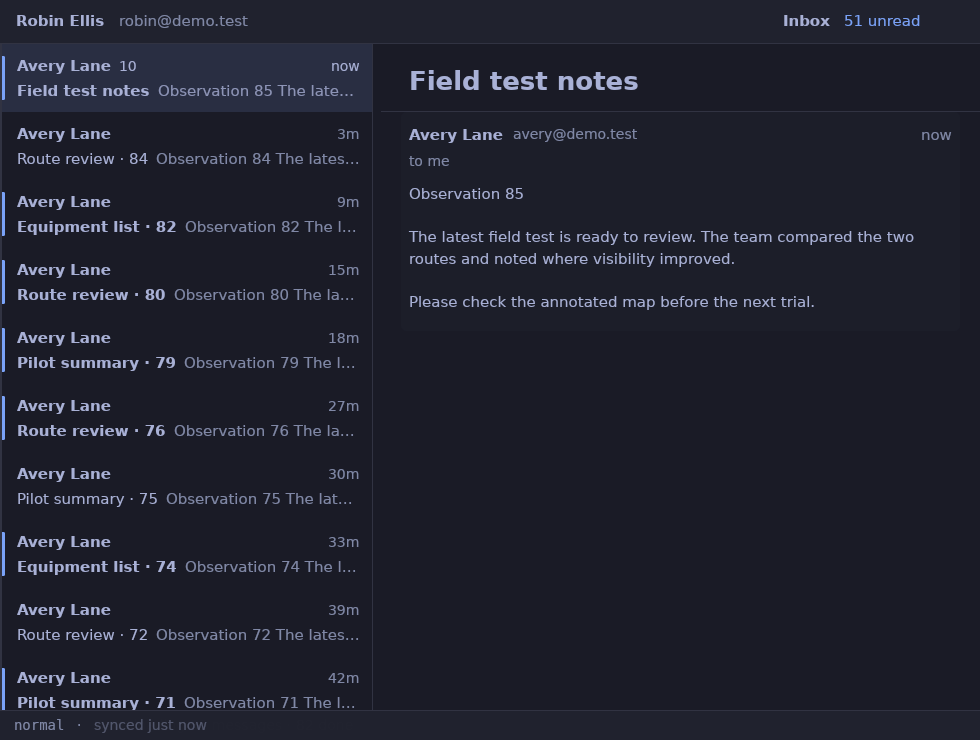 Robin Ellis robin@demo.test Inbox 51 unread
Avery Lane 10 now
Field test notes Observation 85 The late…
Avery Lane 3m
Route review · 84 Observation 84 The lates…
Avery Lane 9m
Equipment list · 82 Observation 82 The l…
Avery Lane 15m
Route review · 80 Observation 80 The la…
Avery Lane 18m
Pilot summary · 79 Observation 79 The l…
Avery Lane 27m
Route review · 76 Observation 76 The la…
Avery Lane 30m
Pilot summary · 75 Observation 75 The lat…
Avery Lane 33m
Equipment list · 74 Observation 74 The l…
Avery Lane 39m
Route review · 72 Observation 72 The lates…
Avery Lane 42m
Pilot summary · 71 Observation 71 The l…
Field test notes
Avery Lane avery@demo.test now
to me
Observation 85
The latest field test is ready to review. The team compared the two
routes and noted where visibility improved.
Please check the annotated map before the next trial.
normal · synced just now